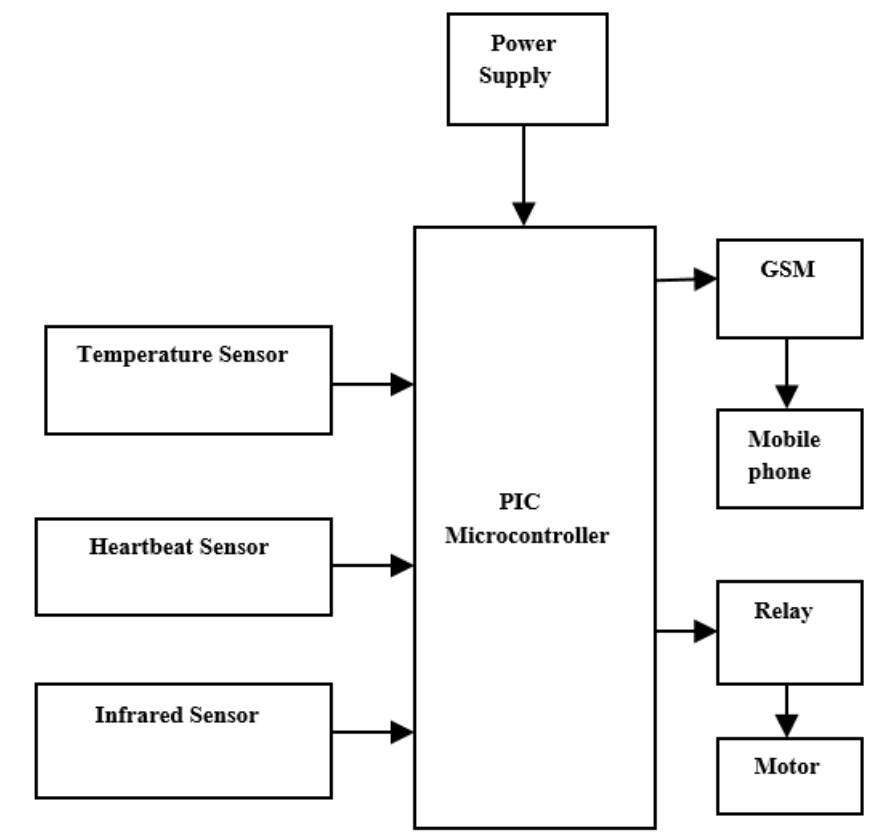 Power
Supply
GSM
Temperature Sensor
Mobile
phone
PIC
Microcontroller
Heartbeat Sensor
Relay
Infrared Sensor
Motor